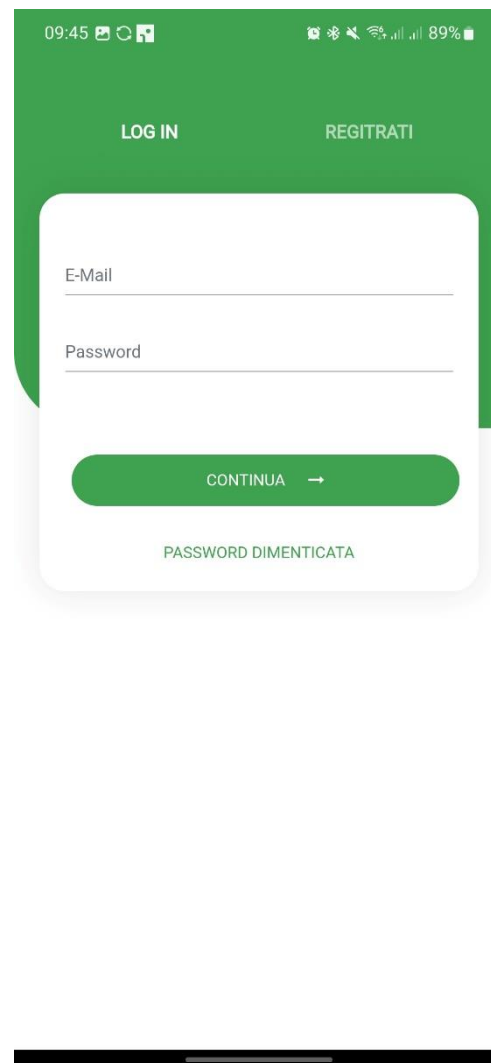 09:45 89%
LOG IN REGITRATI
E-Mail
Password
CONTINUA →
PASSWORD DIMENTICATA